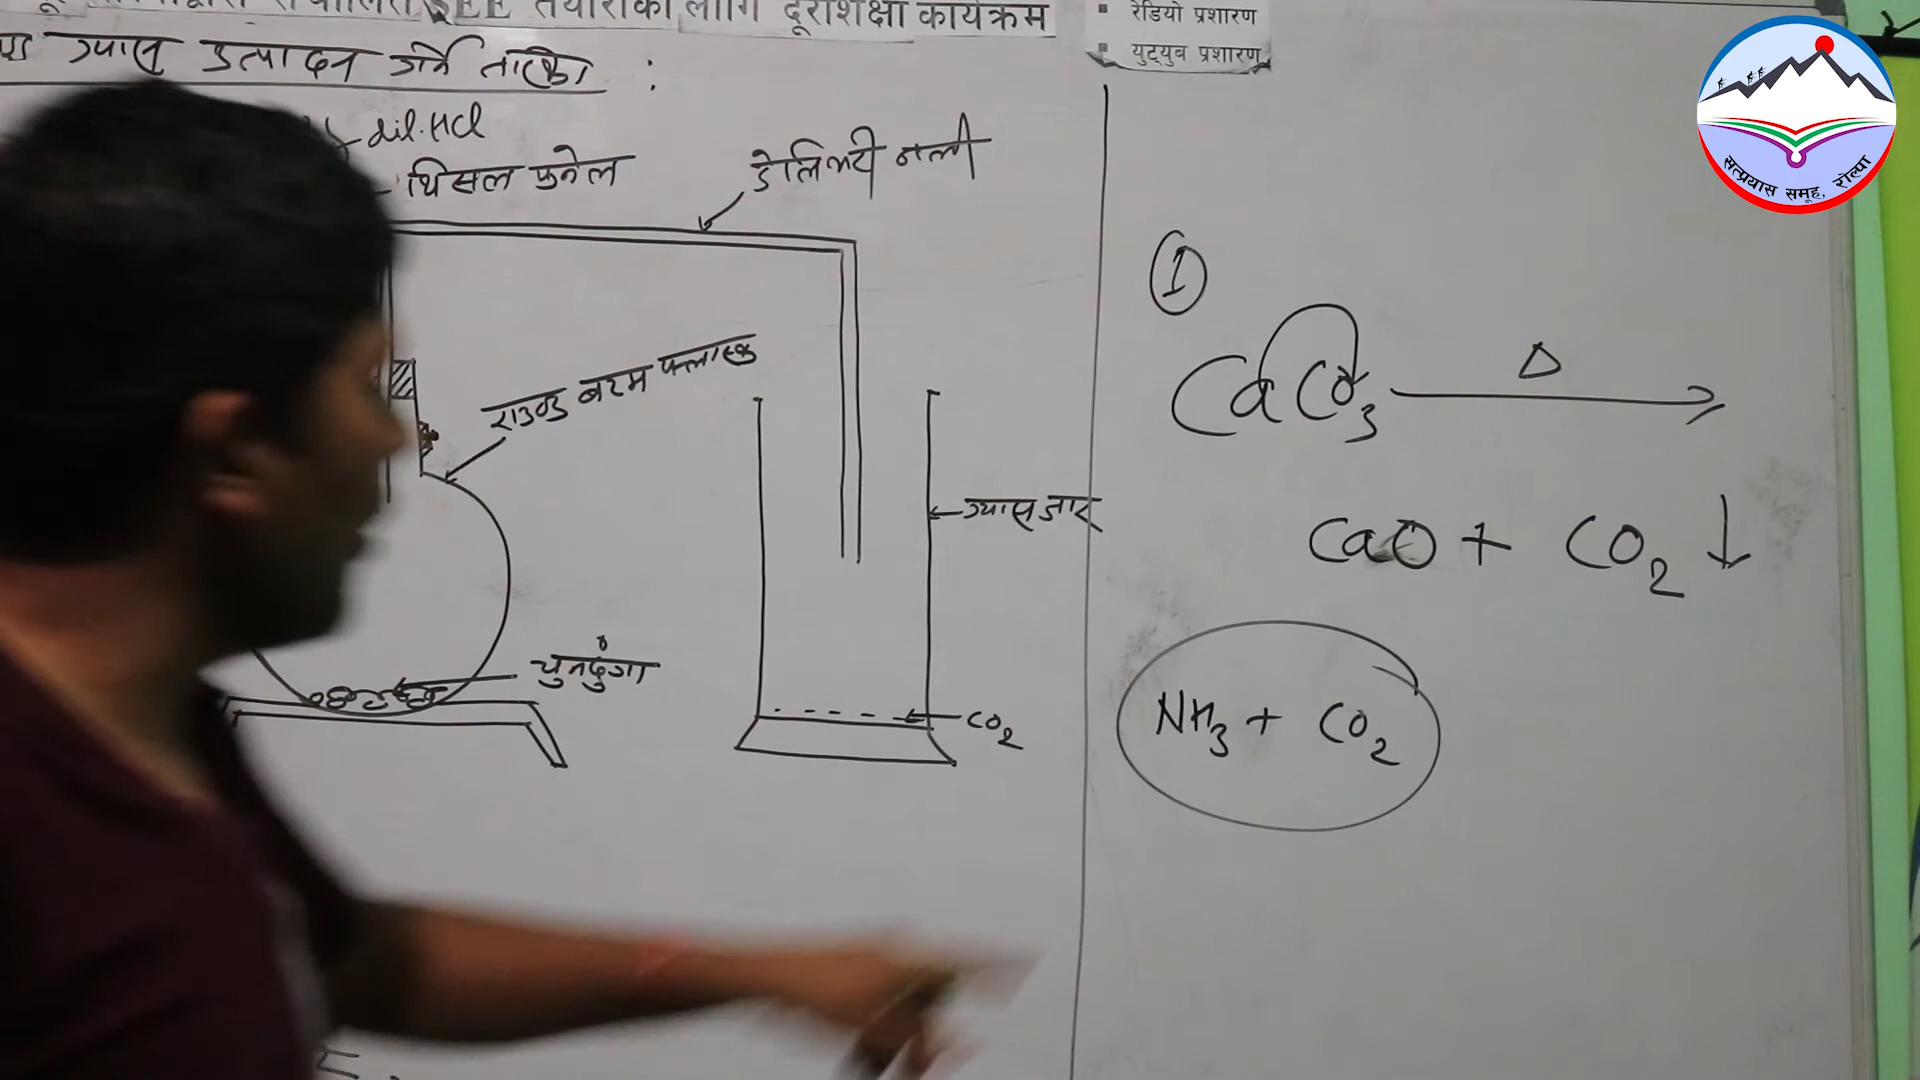 SEE तयारीका लागि दूरशिक्षा कार्यक्रम
▪ रेडियो प्रशारण
▪ युट्युब प्रशारण
ग्यास उत्पादन गर्ने तरिका :
dil. HCl
थिसल फनेल
डेलिभरी नली
राउण्ड बटम फ्लास्क
ग्यास जार
चुनढुंगा
CO₂
①
CaCO₃ —Δ→
CaO + CO₂ ↓
NH₃ + CO₂
सत्प्रयास समूह, रोल्पा